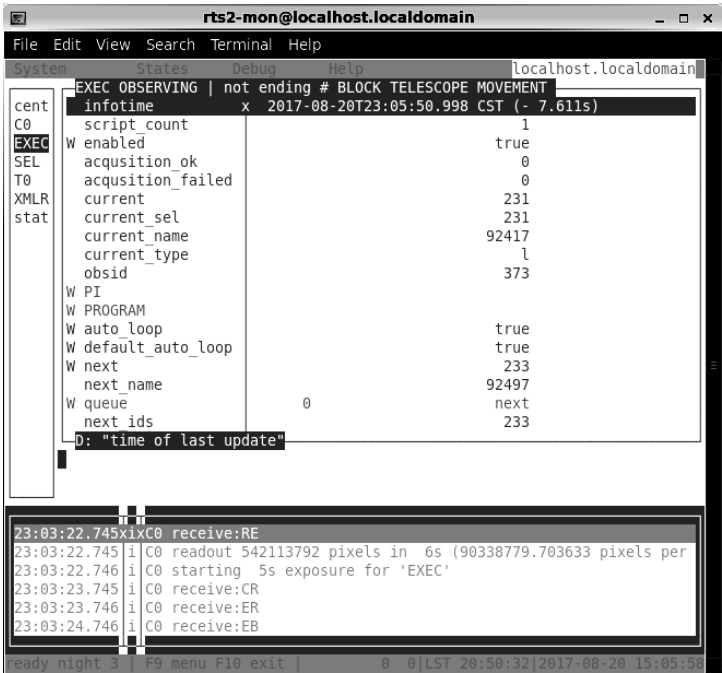 rts2-mon@localhost.localdomain
File Edit View Search Terminal Help
System States Debug Help localhost.localdomain
EXEC OBSERVING | not ending # BLOCK TELESCOPE MOVEMENT
cent infotime x 2017-08-20T23:05:50.998 CST (- 7.611s)
C0 script_count 1
EXEC W enabled true
SEL acqusition_ok 0
T0 acqusition_failed 0
XMLR current 231
stat current_sel 231
current_name 92417
current_type l
obsid 373
W PI
W PROGRAM
W auto_loop true
W default_auto_loop true
W next 233
next_name 92497
W queue 0 next
next_ids 233
D: "time of last update"
23:03:22.745xixC0 receive:RE
23:03:22.745 i C0 readout 542113792 pixels in 6s (90338779.703633 pixels per
23:03:22.746 i C0 starting 5s exposure for 'EXEC'
23:03:23.745 i C0 receive:CR
23:03:23.746 i C0 receive:ER
23:03:24.746 i C0 receive:EB
ready night 3 | F9 menu F10 exit | 0 0|LST 20:50:32|2017-08-20 15:05:58